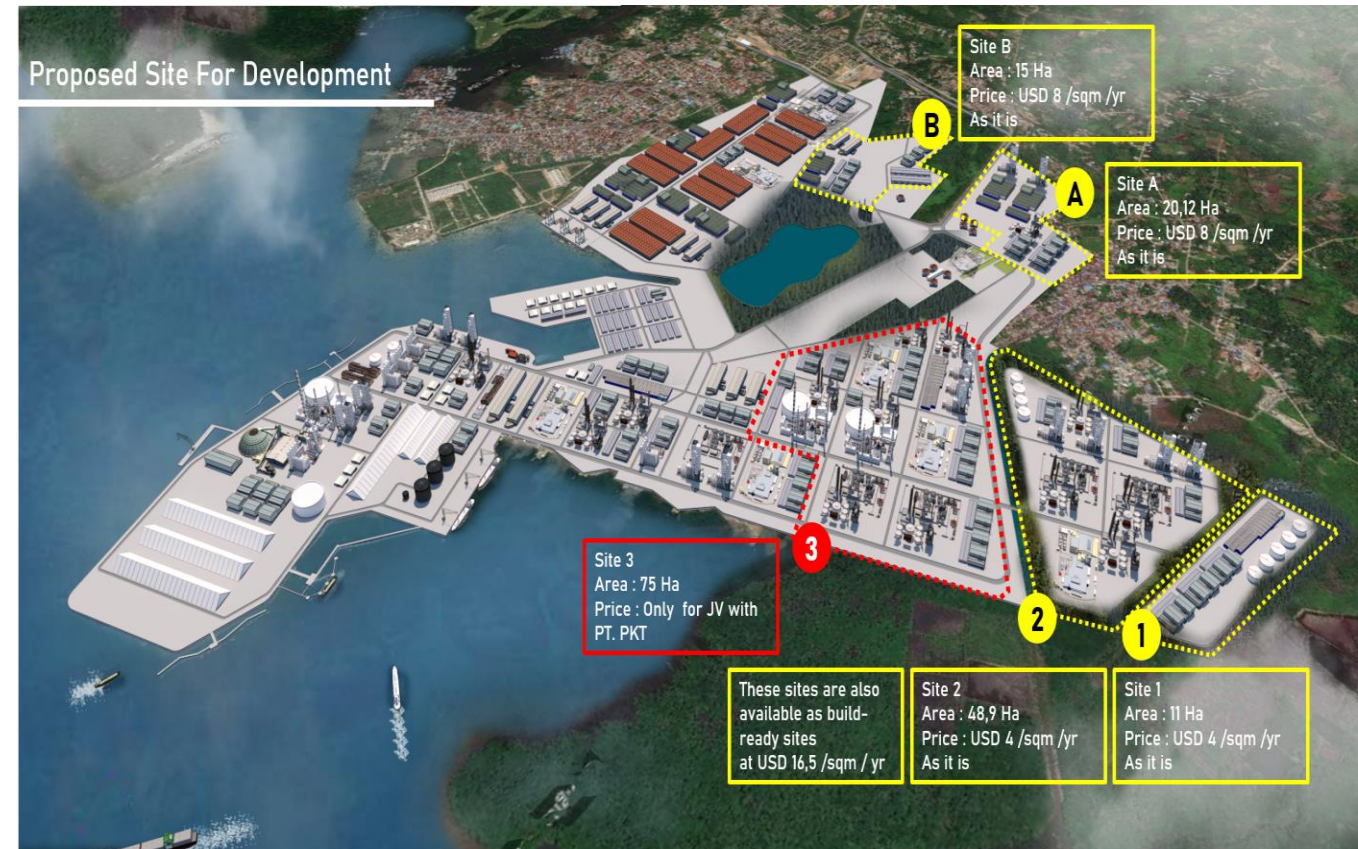 Proposed Site For Development
Site B
Area : 15 Ha
Price : USD 8 /sqm /yr
As it is
B
A
Site A
Area : 20,12 Ha
Price : USD 8 /sqm /yr
As it is
3
Site 3
Area : 75 Ha
Price : Only for JV with
PT. PKT
2
1
These sites are also
available as build-
ready sites
at USD 16,5 /sqm / yr
Site 2
Area : 48,9 Ha
Price : USD 4 /sqm /yr
As it is
Site 1
Area : 11 Ha
Price : USD 4 /sqm /yr
As it is